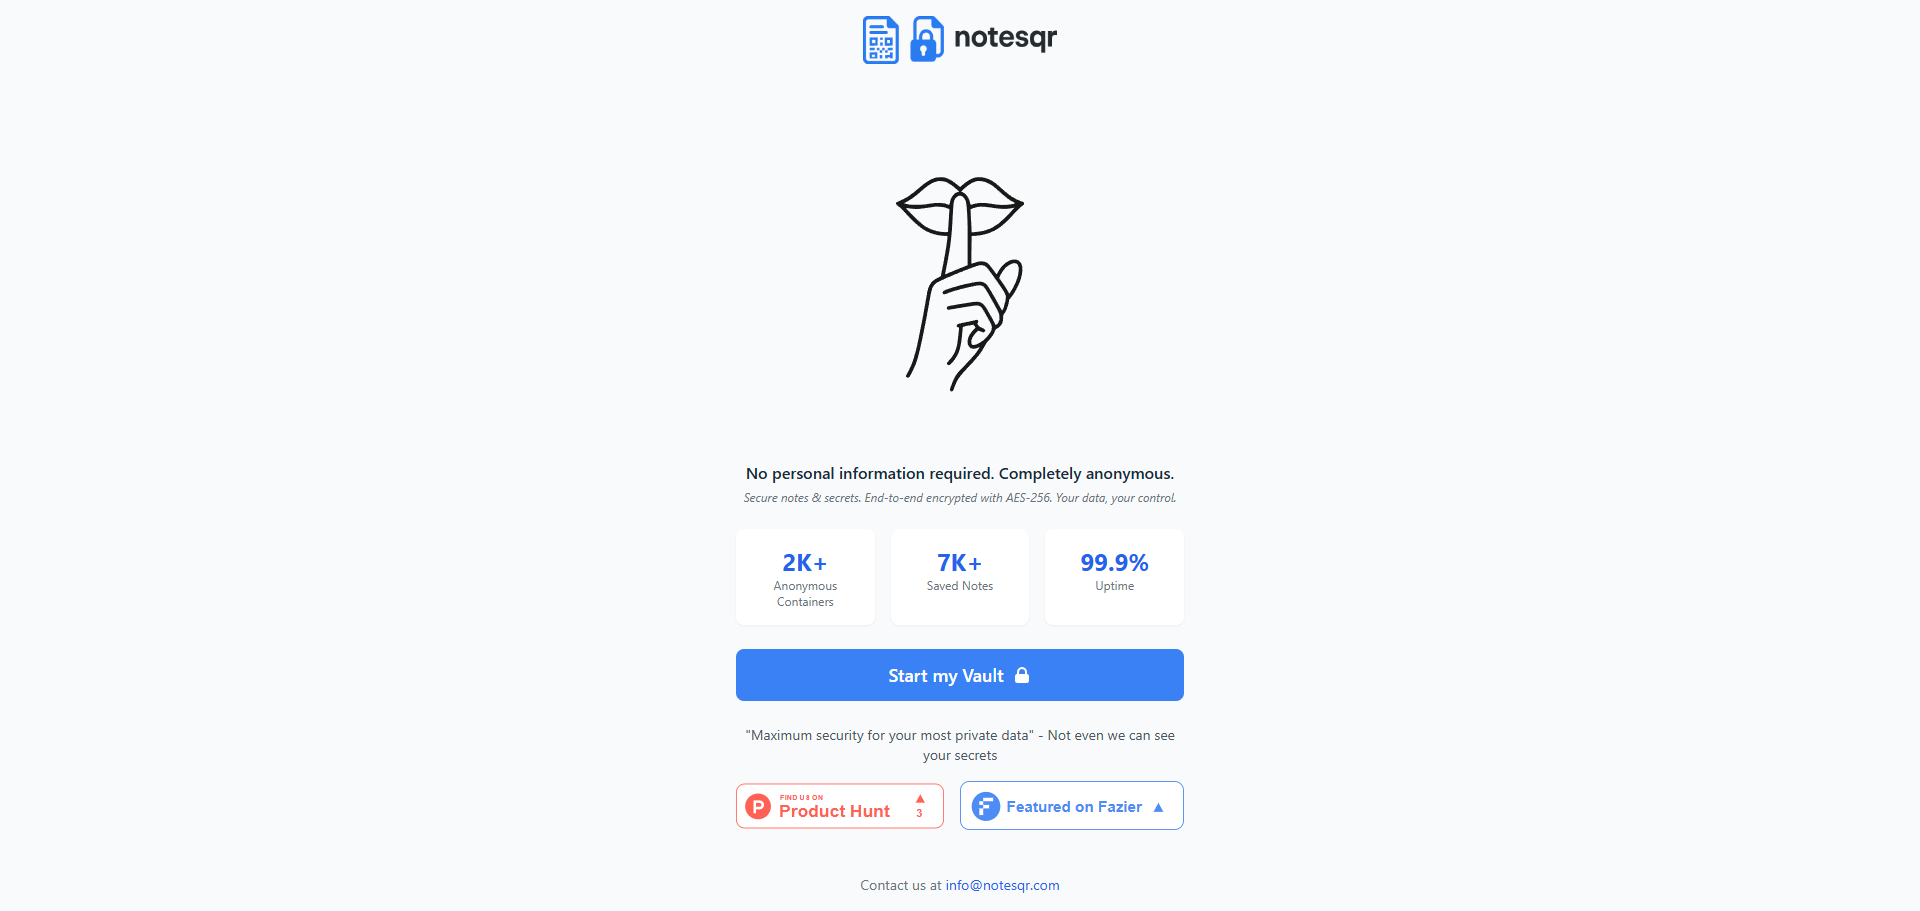 notesqr
No personal information required. Completely anonymous.
Secure notes & secrets. End-to-end encrypted with AES-256. Your data, your control.
2K+
Anonymous
Containers
7K+
Saved Notes
99.9%
Uptime
Start my Vault
"Maximum security for your most private data" - Not even we can see
your secrets
FIND US ON
Product Hunt
▲
3
Featured on Fazier ▲
Contact us at info@notesqr.com